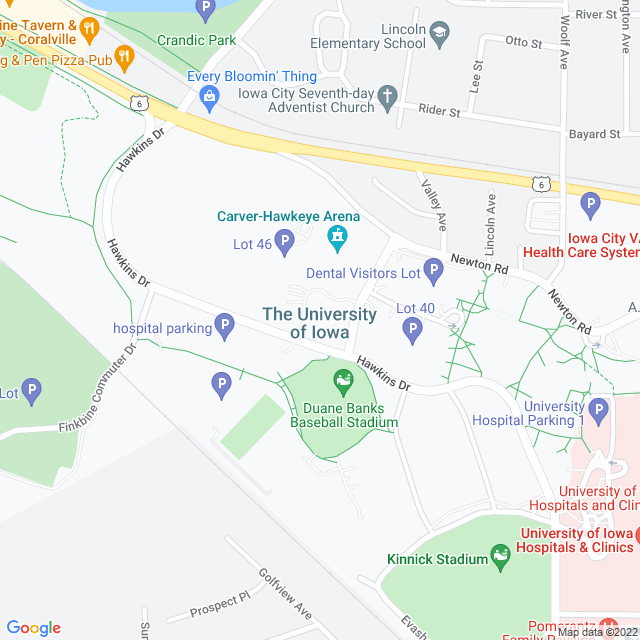 River St
ngton Ave
Lincoln
Elementary School
Woolf Ave
Otto St
ine Tavern &
y - Coralville
Crandic Park
g & Pen Pizza Pub
Lee St
Every Bloomin' Thing
Iowa City Seventh-day
Adventist Church
Rider St
6
Bayard St
Hawkins Dr
6
Valley Ave
Lincoln Ave
Carver-Hawkeye Arena
Iowa City VA
Health Care System
Lot 46
Newton Rd
Dental Visitors Lot
Hawkins Dr
Newton Rd
Lot 40
A.
The University
of Iowa
hospital parking
Hawkins Dr
Finkbine Commuter Dr
Lot
Duane Banks
Baseball Stadium
University
Hospital Parking 1
University of
Hospitals and Clin
University of Iowa
Hospitals & Clinics
Kinnick Stadium
Golfview Ave
Prospect Pl
Sun
Evash
Pomerantz
Family Pavilion
Google
Map data ©2022